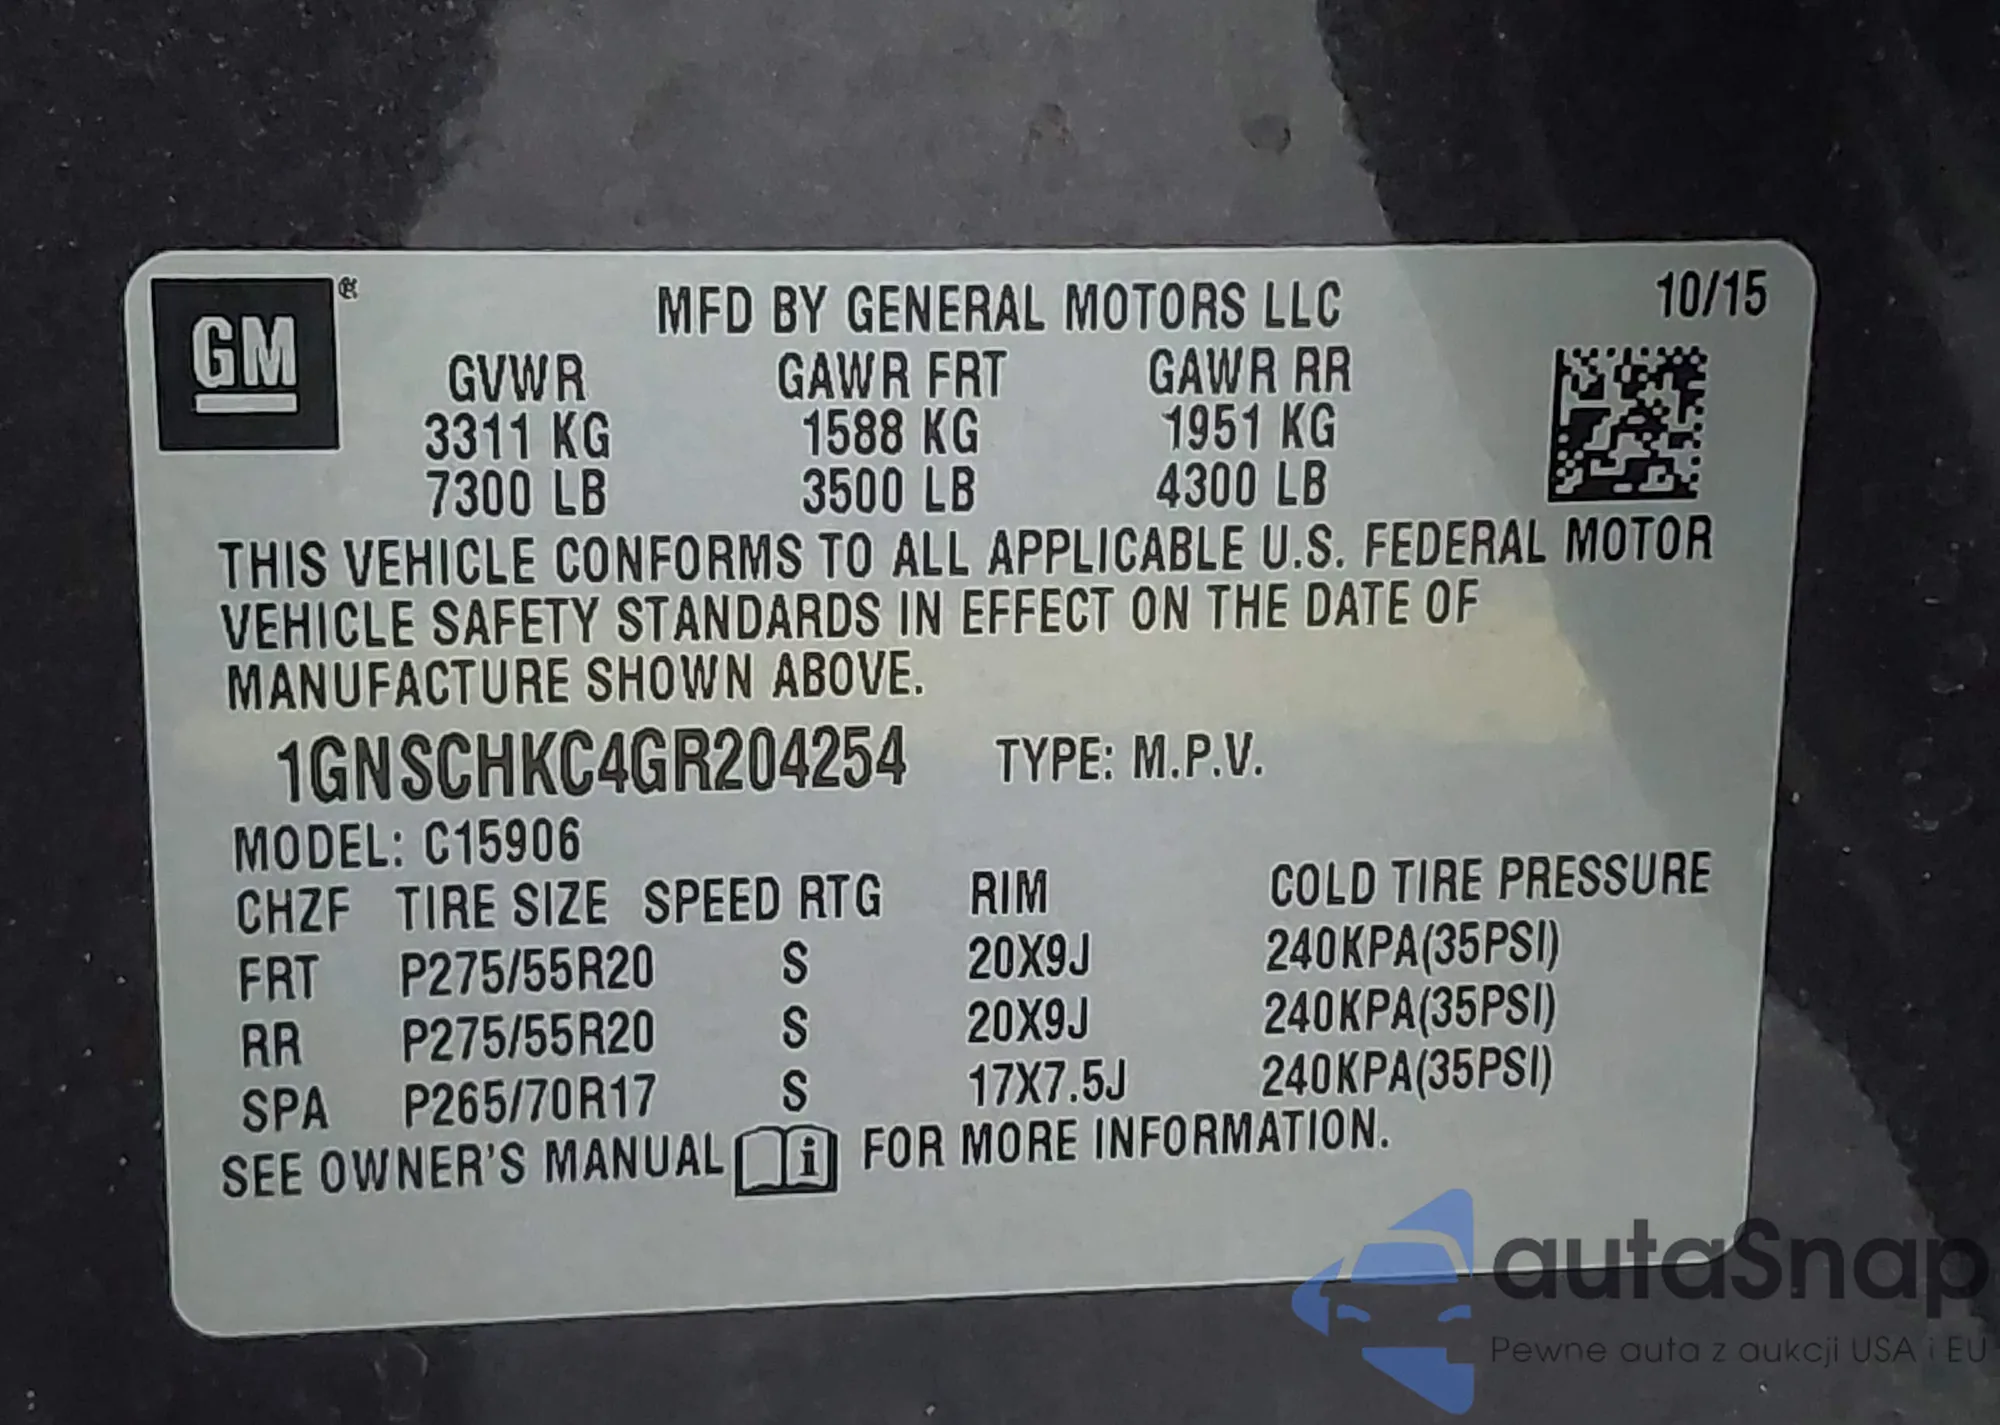 GM®
MFD BY GENERAL MOTORS LLC 10/15
GVWR GAWR FRT GAWR RR
3311 KG 1588 KG 1951 KG
7300 LB 3500 LB 4300 LB
THIS VEHICLE CONFORMS TO ALL APPLICABLE U.S. FEDERAL MOTOR
VEHICLE SAFETY STANDARDS IN EFFECT ON THE DATE OF
MANUFACTURE SHOWN ABOVE.
1GNSCHKC4GR204254 TYPE: M.P.V.
MODEL: C15906
CHZF TIRE SIZE SPEED RTG RIM COLD TIRE PRESSURE
FRT P275/55R20 S 20X9J 240KPA(35PSI)
RR P275/55R20 S 20X9J 240KPA(35PSI)
SPA P265/70R17 S 17X7.5J 240KPA(35PSI)
SEE OWNER'S MANUAL i FOR MORE INFORMATION.
autaSnap
Pewne auta z aukcji USA i EU